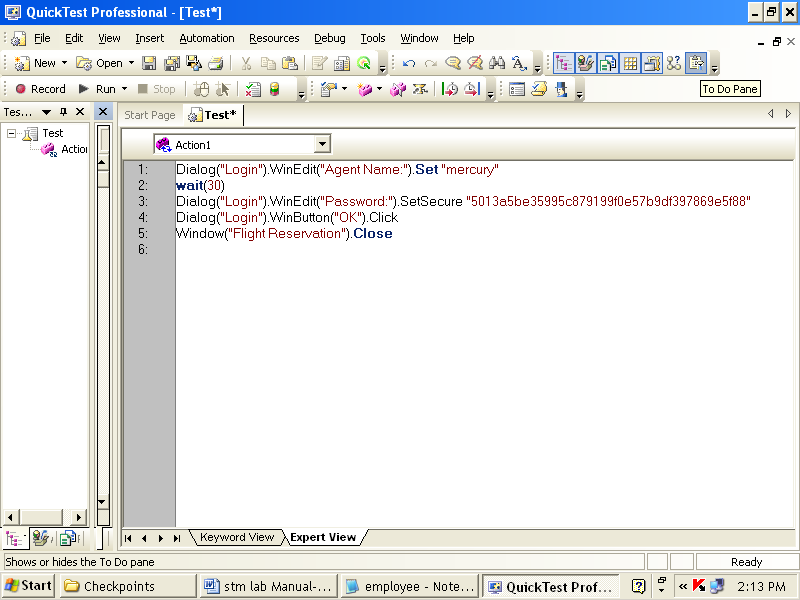 QuickTest Professional - [Test*]
File Edit View Insert Automation Resources Debug Tools Window Help
New Open
Record Run Stop To Do Pane
Tes... Start Page Test*
Test
Action1
Actio
1: Dialog("Login").WinEdit("Agent Name:").Set "mercury"
2: wait(30)
3: Dialog("Login").WinEdit("Password:").SetSecure "5013a5be35995c879199f0e57b9df397869e5f88"
4: Dialog("Login").WinButton("OK").Click
5: Window("Flight Reservation").Close
6:
Keyword View Expert View
Shows or hides the To Do pane Ready
Start Checkpoints stm lab Manual-... employee - Note... QuickTest Prof... 2:13 PM